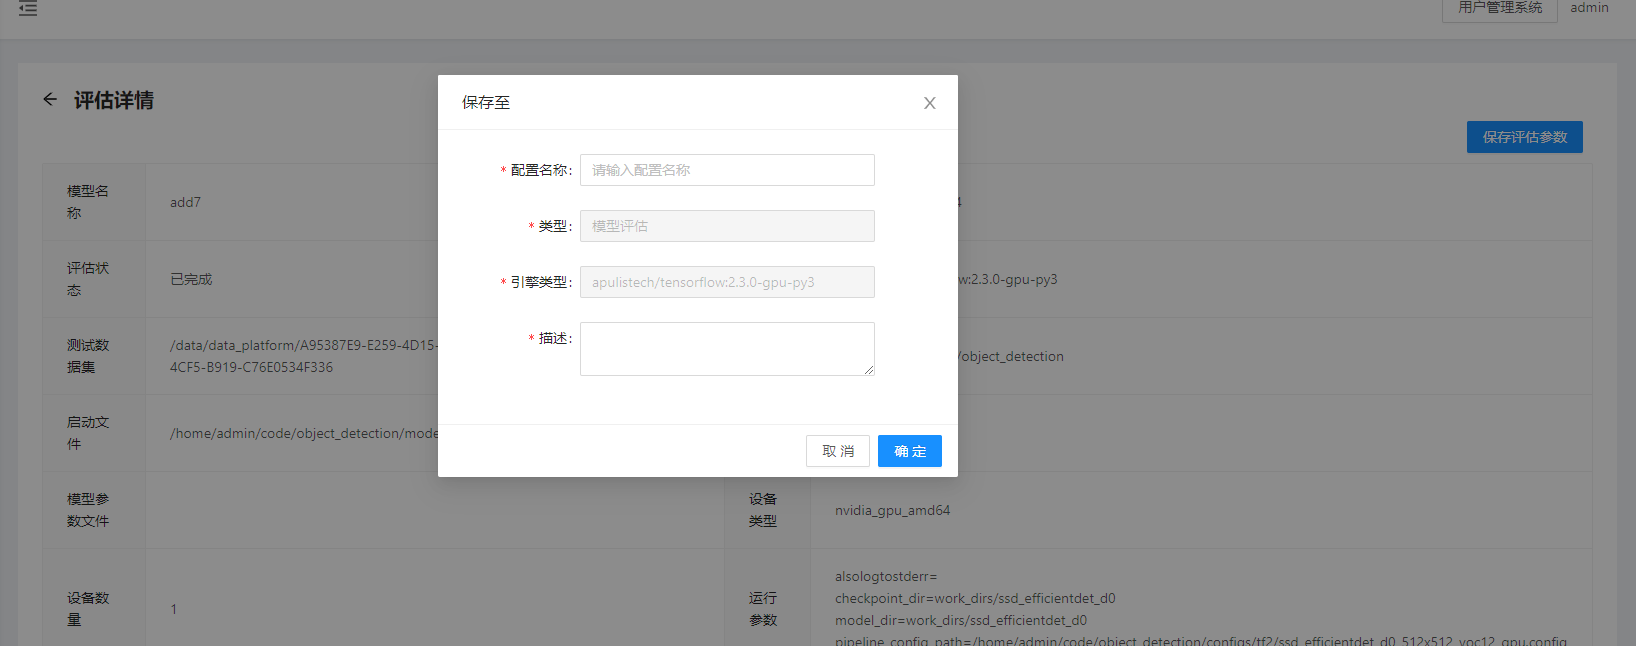 用户管理系统
admin
评估详情
保存至
X
保存评估参数
* 配置名称:
请输入配置名称
* 类型:
模型评估
* 引擎类型:
apulistech/tensorflow:2.3.0-gpu-py3
* 描述:
取 消
确 定
模型名
称
add7
4
评估状
态
已完成
w:2.3.0-gpu-py3
测试数
据集
/data/data_platform/A95387E9-E259-4D15-
4CF5-B919-C76E0534F336
/object_detection
启动文
件
/home/admin/code/object_detection/mode
模型参
数文件
设备
类型
nvidia_gpu_amd64
设备数
量
1
运行
参数
alsologtostderr=
checkpoint_dir=work_dirs/ssd_efficientdet_d0
model_dir=work_dirs/ssd_efficientdet_d0
pipeline_config_path=/home/admin/code/object_detection/configs/tf2/ssd_efficientdet_d0_512x512_voc12_gpu.config